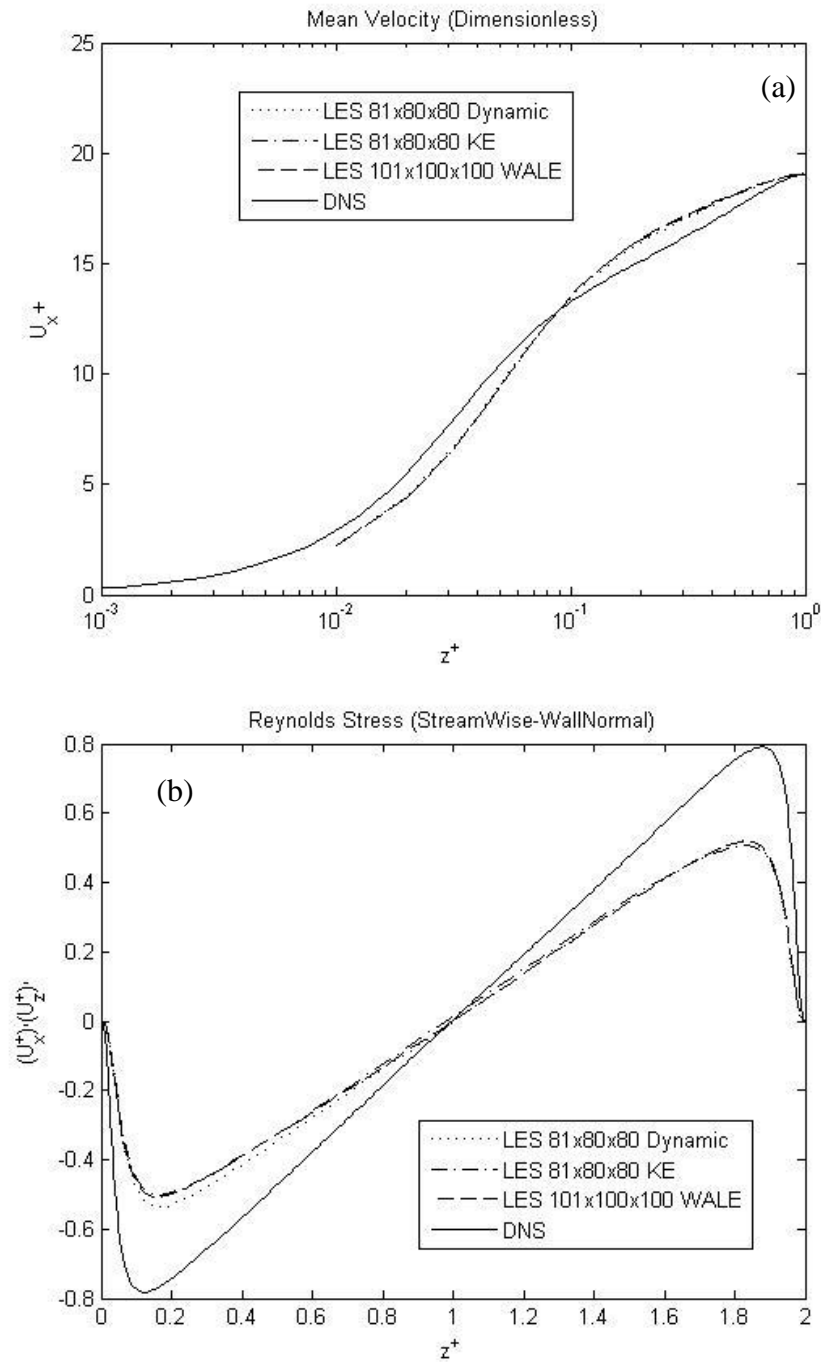 Mean Velocity (Dimensionless)
(a)
LES 81x80x80 Dynamic
LES 81x80x80 KE
LES 101x100x100 WALE
DNS
25
20
15
10
5
0
U_x +
10^-3
10^-2
10^-1
10^0
z^+
Reynolds Stress (StreamWise-WallNormal)
(b)
0.8
0.6
0.4
0.2
0
-0.2
-0.4
-0.6
-0.8
(U_x^+)'(U_z^+)'
LES 81x80x80 Dynamic
LES 81x80x80 KE
LES 101x100x100 WALE
DNS
0
0.2
0.4
0.6
0.8
1
1.2
1.4
1.6
1.8
2
z^+